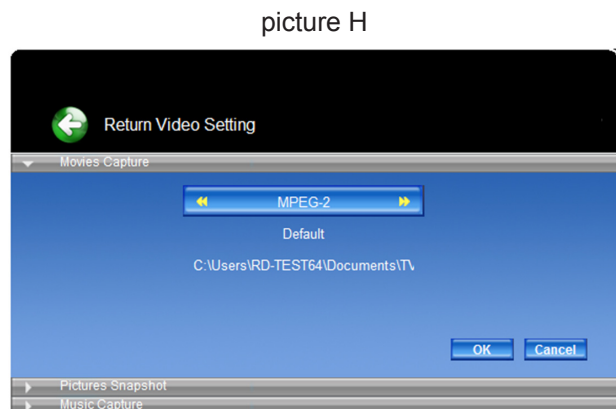 picture H
Return Video Setting
Movies Capture
MPEG-2
Default
C:\Users\RD-TEST64\Documents\TV
OK Cancel
Pictures Snapshot
Music Capture